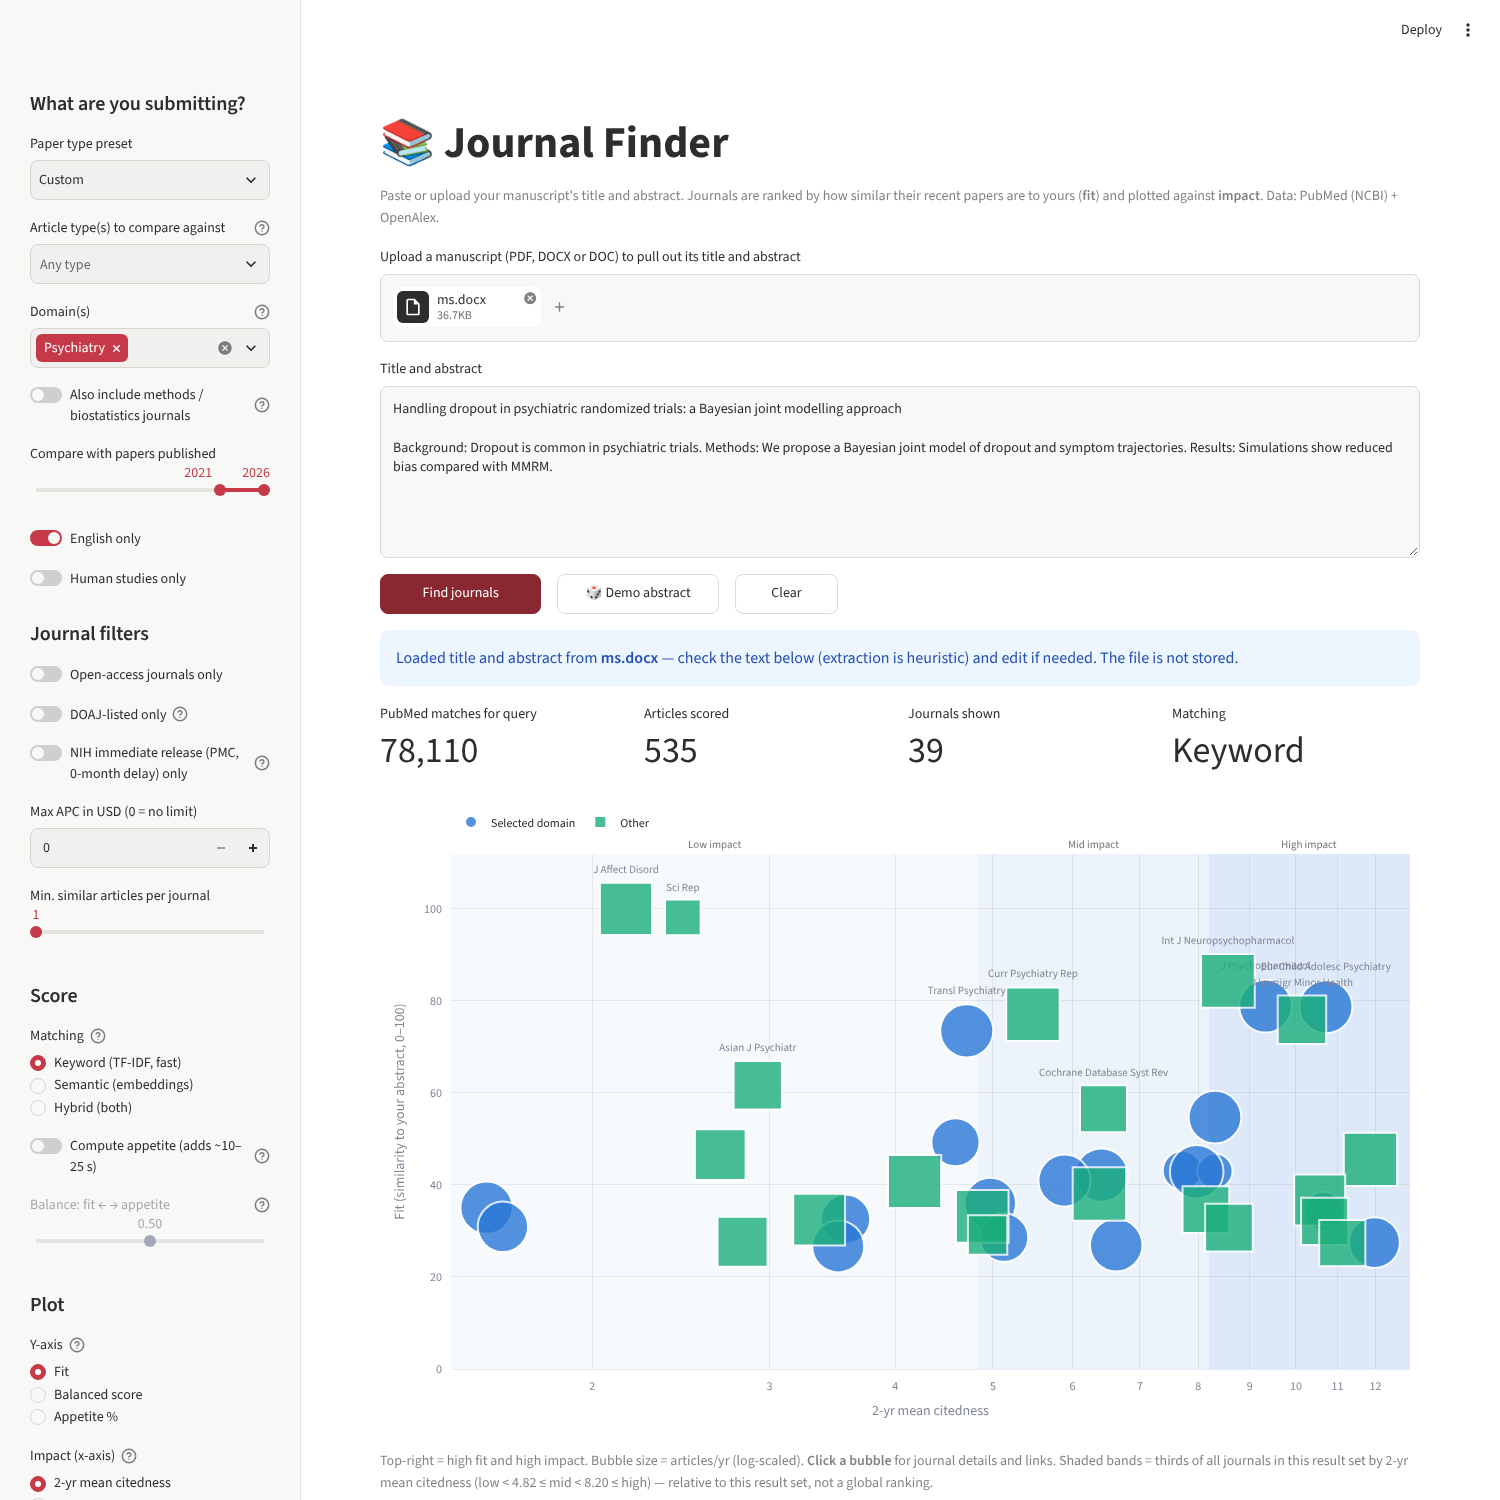 Deploy
What are you submitting?
Paper type preset
Custom
Article type(s) to compare against
Any type
Domain(s)
Psychiatry
Also include methods /
biostatistics journals
Compare with papers published
2021 2026
English only
Human studies only
Journal filters
Open-access journals only
DOAJ-listed only
NIH immediate release (PMC,
0-month delay) only
Max APC in USD (0 = no limit)
0
Min. similar articles per journal
1
Score
Matching
Keyword (TF-IDF, fast)
Semantic (embeddings)
Hybrid (both)
Compute appetite (adds ~10–
25 s)
Balance: fit ← → appetite
0.50
Plot
Y-axis
Fit
Balanced score
Appetite %
Impact (x-axis)
2-yr mean citedness
Journal Finder
Paste or upload your manuscript's title and abstract. Journals are ranked by how similar their recent papers are to yours (fit) and plotted against impact. Data: PubMed (NCBI) +
OpenAlex.
Upload a manuscript (PDF, DOCX or DOC) to pull out its title and abstract
ms.docx
36.7KB
Title and abstract
Handling dropout in psychiatric randomized trials: a Bayesian joint modelling approach
Background: Dropout is common in psychiatric trials. Methods: We propose a Bayesian joint model of dropout and symptom trajectories. Results: Simulations show reduced
bias compared with MMRM.
Find journals
Demo abstract
Clear
Loaded title and abstract from ms.docx — check the text below (extraction is heuristic) and edit if needed. The file is not stored.
PubMed matches for query
78,110
Articles scored
535
Journals shown
39
Matching
Keyword
Selected domain
Other
Low impact
Mid impact
High impact
J Affect Disord
Sci Rep
Int J Neuropsychopharmacol
J Psychopharmacol
Eur Child Adolesc Psychiatry
J Immigr Minor Health
Curr Psychiatry Rep
Transl Psychiatry
Asian J Psychiatr
Cochrane Database Syst Rev
Fit (similarity to your abstract, 0–100)
100
80
60
40
20
0
2 3 4 5 6 7 8 9 10 11 12
2-yr mean citedness
Top-right = high fit and high impact. Bubble size = articles/yr (log-scaled). Click a bubble for journal details and links. Shaded bands = thirds of all journals in this result set by 2-yr
mean citedness (low < 4.82 ≤ mid < 8.20 ≤ high) — relative to this result set, not a global ranking.